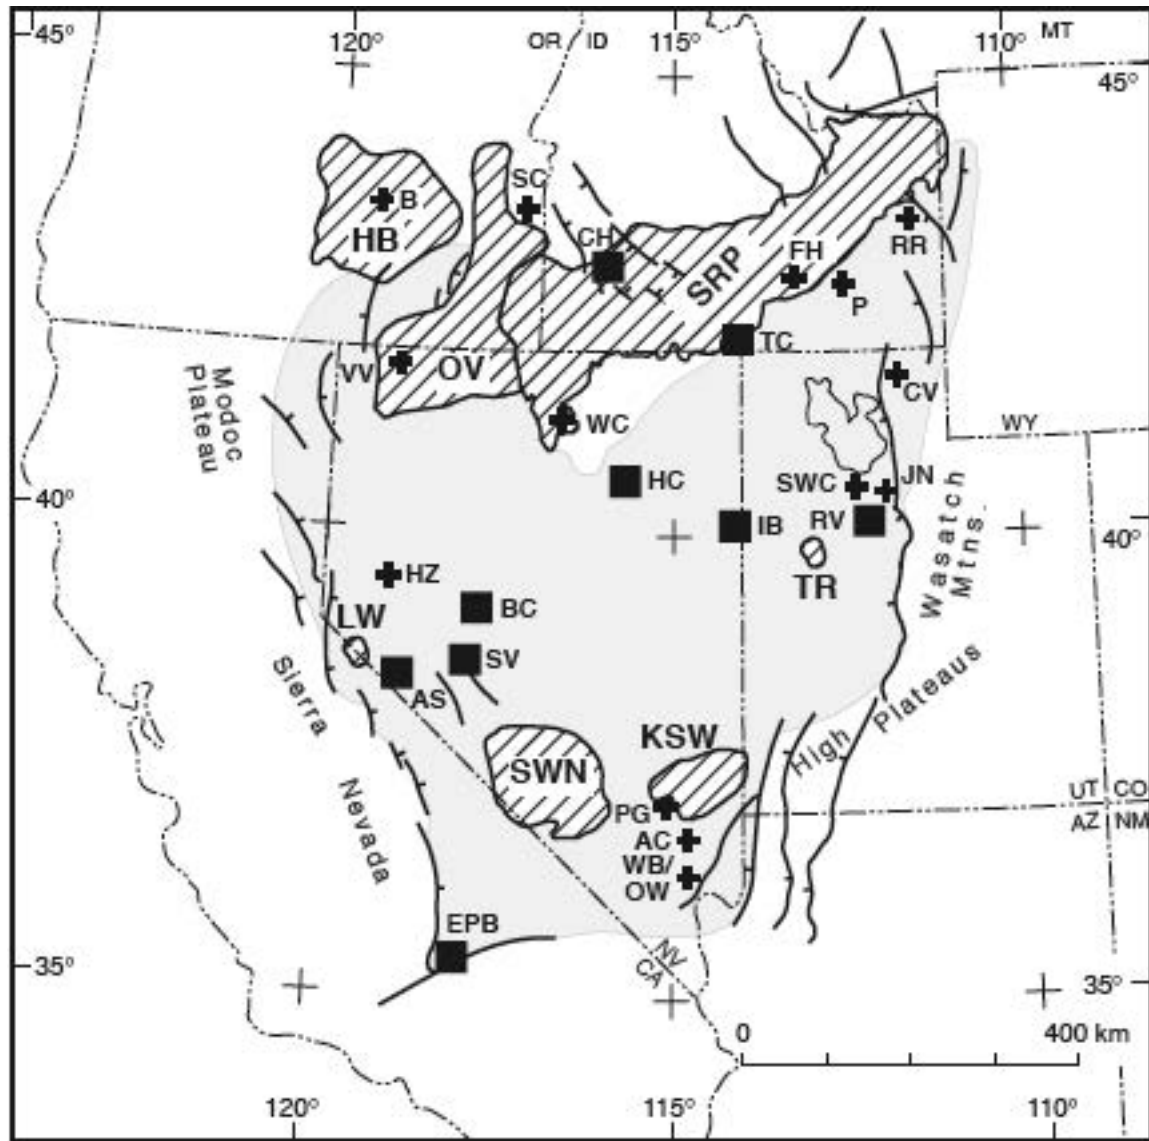 45°
120°
OR
ID
115°
110°
MT
45°
SC
B
HB
CH
SRP
FH
RR
P
TC
VV
OV
CV
Modoc
Plateau
WC
WY
HC
SWC
JN
40°
IB
RV
40°
TR
Wasatch
Mtns.
HZ
LW
BC
SV
AS
Sierra
Nevada
High Plateaus
KSW
SWN
PG
UT
CO
AC
AZ
NM
WB/
OW
EPB
NV
CA
35°
35°
0
400 km
120°
115°
110°